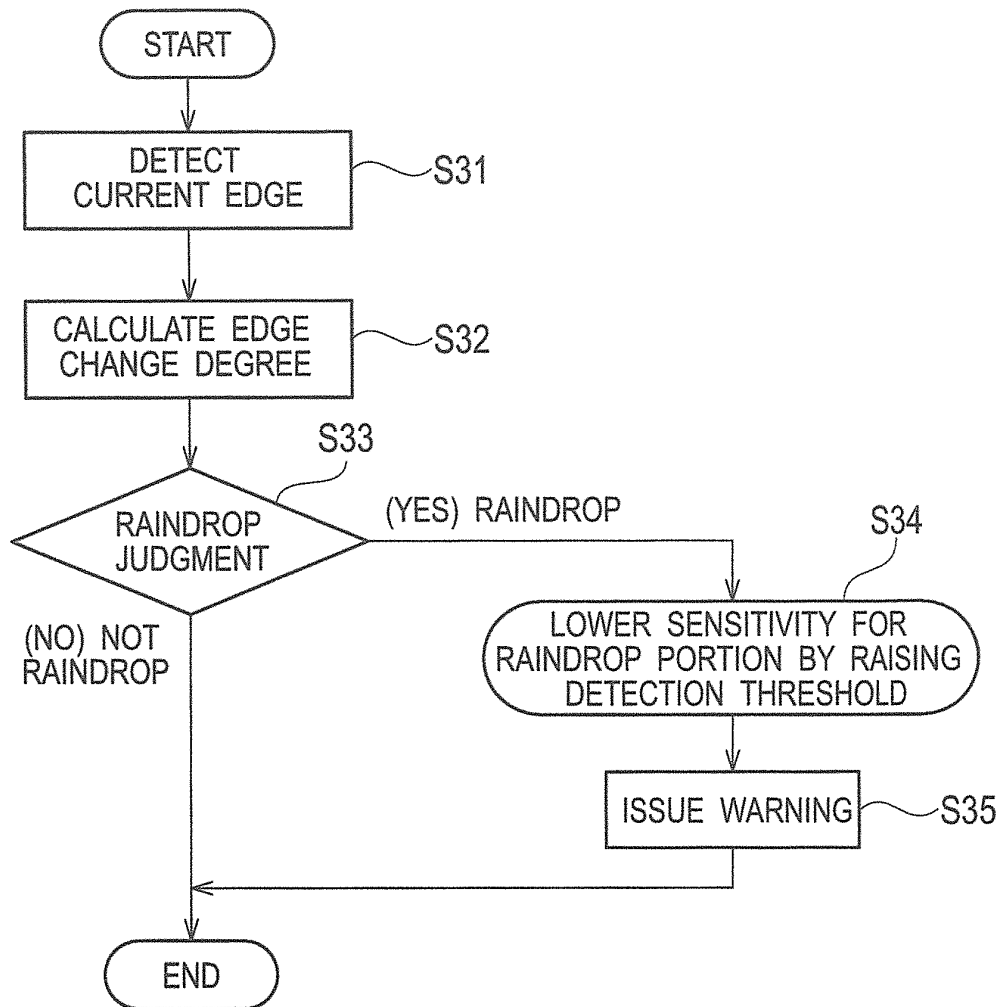 START
DETECT
CURRENT EDGE
S31
CALCULATE EDGE
CHANGE DEGREE
S32
S33
RAINDROP
JUDGMENT
(YES) RAINDROP
(NO) NOT
RAINDROP
S34
LOWER SENSITIVITY FOR
RAINDROP PORTION BY RAISING
DETECTION THRESHOLD
ISSUE WARNING
S35
END